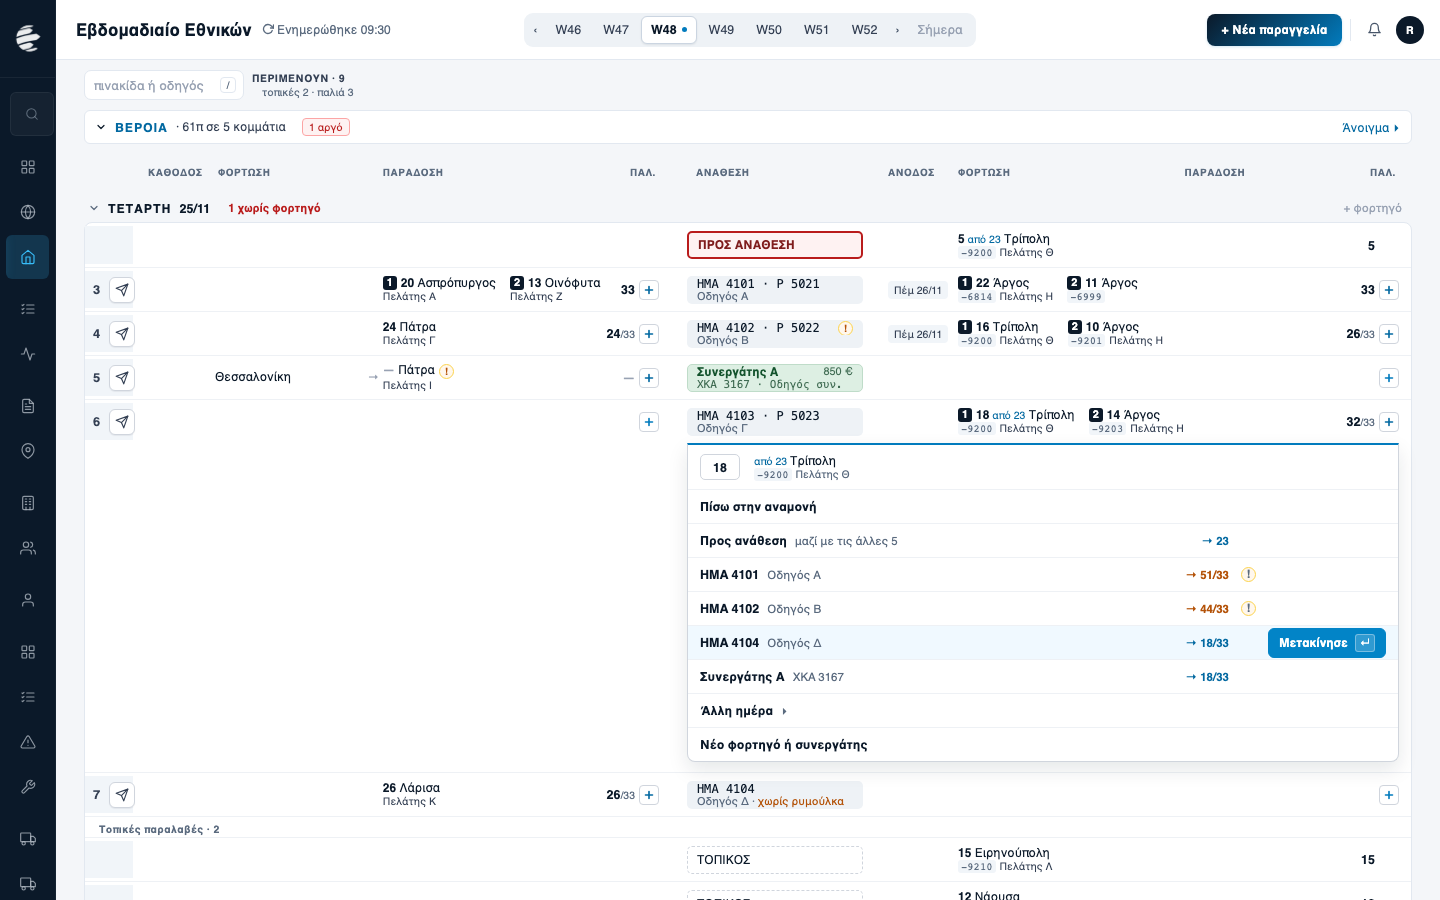 Εβδομαδιαίο Εθνικών
Ενημερώθηκε 09:30
‹ W46 W47 W48 W49 W50 W51 W52 › Σήμερα
+ Νέα παραγγελία
R
πινακίδα ή οδηγός /
ΠΕΡΙΜΕΝΟΥΝ · 9
τοπικές 2 · παλιά 3
ΒΕΡΟΙΑ · 61π σε 5 κομμάτια 1 αργό Άνοιγμα
ΚΑΘΟΔΟΣ ΦΟΡΤΩΣΗ ΠΑΡΑΔΟΣΗ ΠΑΛ. ΑΝΑΘΕΣΗ ΑΝΟΔΟΣ ΦΟΡΤΩΣΗ ΠΑΡΑΔΟΣΗ ΠΑΛ.
ΤΕΤΑΡΤΗ 25/11 1 χωρίς φορτηγό + φορτηγό
ΠΡΟΣ ΑΝΑΘΕΣΗ 5 από 23 Τρίπολη 5
−9200 Πελάτης Θ
3 1 20 Ασπρόπυργος 2 13 Οινόφυτα 33 + ΗΜΑ 4101 · Ρ 5021 Πέμ 26/11 1 22 Άργος 2 11 Άργος 33 +
Πελάτης Α Πελάτης Ζ Οδηγός Α −6814 Πελάτης Η −6999
4 24 Πάτρα 24/33 + ΗΜΑ 4102 · Ρ 5022 ! Πέμ 26/11 1 16 Τρίπολη 2 10 Άργος 26/33 +
Πελάτης Γ Οδηγός Β −9200 Πελάτης Θ −9201 Πελάτης Η
5 Θεσσαλονίκη → — Πάτρα ! — + Συνεργάτης Α 850 € +
Πελάτης Ι ΧΚΑ 3167 · Οδηγός συν.
6 + ΗΜΑ 4103 · Ρ 5023 1 18 από 23 Τρίπολη 2 14 Άργος 32/33 +
Οδηγός Γ −9200 Πελάτης Θ −9203 Πελάτης Η
18 από 23 Τρίπολη
−9200 Πελάτης Θ
Πίσω στην αναμονή
Προς ανάθεση μαζί με τις άλλες 5 → 23
ΗΜΑ 4101 Οδηγός Α → 51/33 !
ΗΜΑ 4102 Οδηγός Β → 44/33 !
ΗΜΑ 4104 Οδηγός Δ → 18/33 Μετακίνησε ↵
Συνεργάτης Α ΧΚΑ 3167 → 18/33
Άλλη ημέρα
Νέο φορτηγό ή συνεργάτης
7 26 Λάρισα 26/33 + ΗΜΑ 4104 +
Πελάτης Κ Οδηγός Δ · χωρίς ρυμούλκα
Τοπικές παραλαβές · 2
ΤΟΠΙΚΟΣ 15 Ειρηνούπολη 15
−9210 Πελάτης Λ
12 Νάουσα